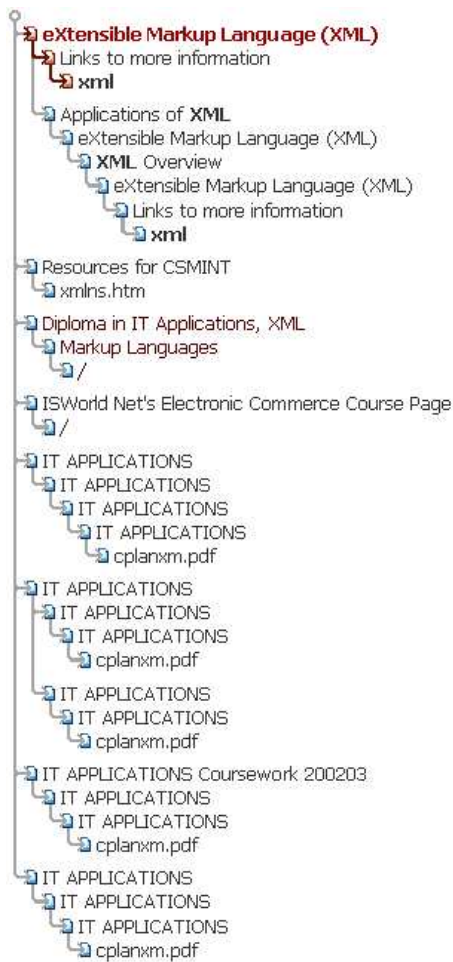 eXtensible Markup Language (XML)
Links to more information
xml
Applications of XML
eXtensible Markup Language (XML)
XML Overview
eXtensible Markup Language (XML)
Links to more information
xml
Resources for CSMINT
xmlns.htm
Diploma in IT Applications, XML
Markup Languages
/
ISWorld Net's Electronic Commerce Course Page
/
IT APPLICATIONS
IT APPLICATIONS
IT APPLICATIONS
IT APPLICATIONS
cplanxm.pdf
IT APPLICATIONS
IT APPLICATIONS
IT APPLICATIONS
cplanxm.pdf
IT APPLICATIONS
IT APPLICATIONS
cplanxm.pdf
IT APPLICATIONS Coursework 200203
IT APPLICATIONS
IT APPLICATIONS
cplanxm.pdf
IT APPLICATIONS
IT APPLICATIONS
IT APPLICATIONS
cplanxm.pdf